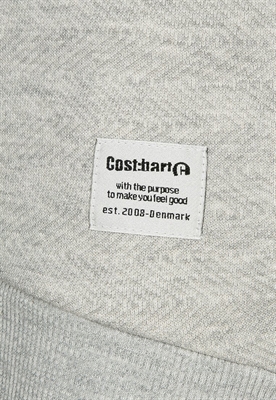 Cost:bart
with the purpose
to make you feel good
est. 2008-Denmark